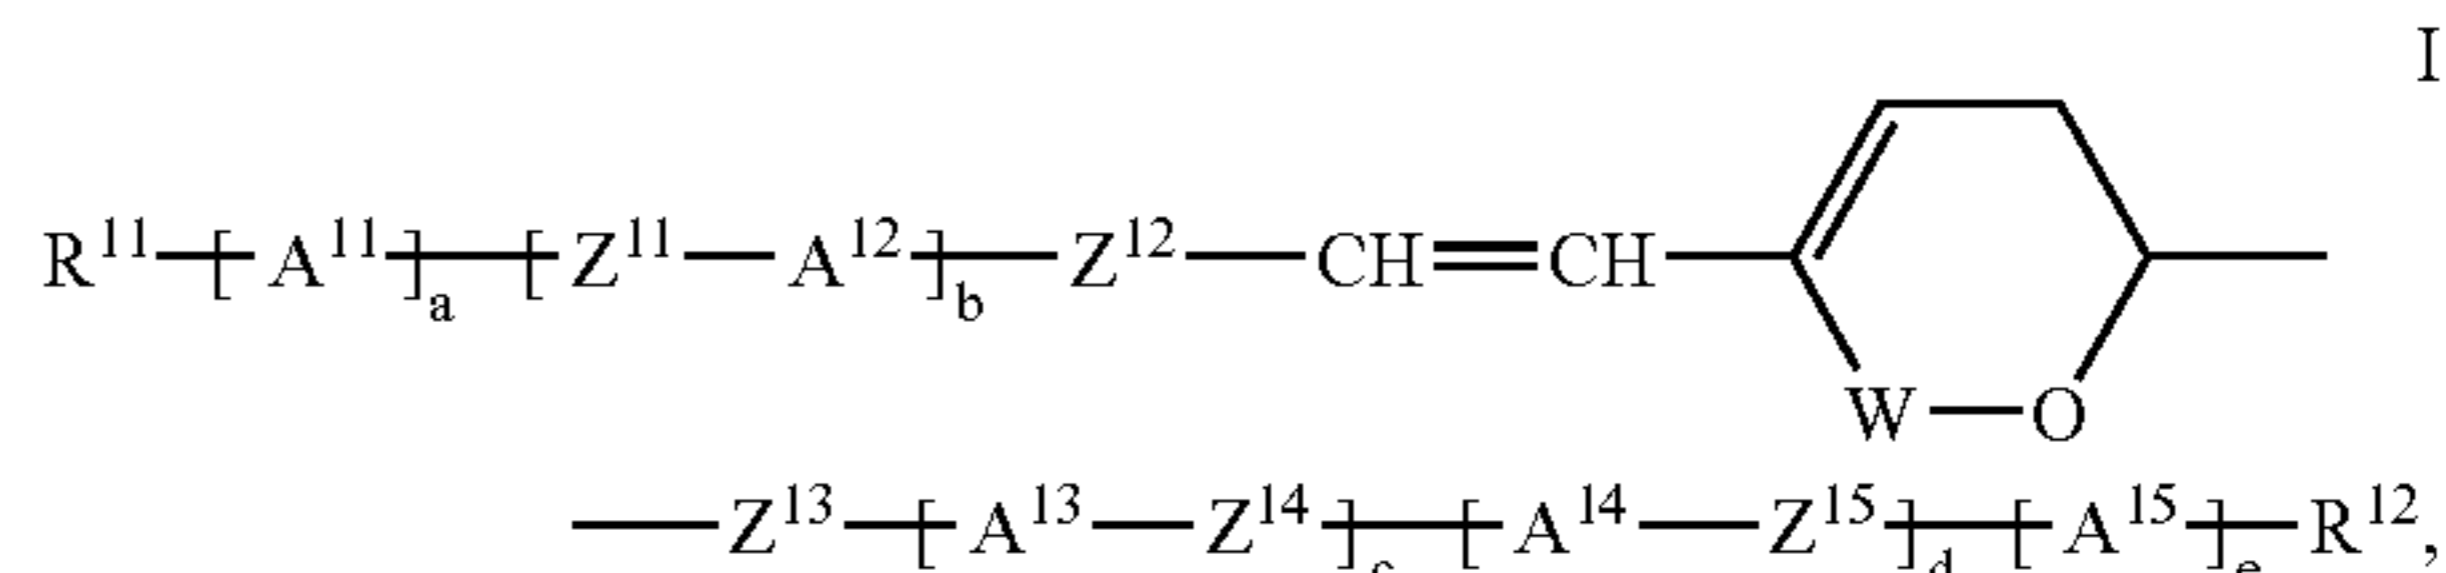 I
R¹¹—[A¹¹]ₐ—[Z¹¹—A¹²]b—Z¹²—CH=CH—
W—O
—Z¹³—[A¹³—Z¹⁴]c—[A¹⁴—Z¹⁵]d—[A¹⁵]e—R¹²,